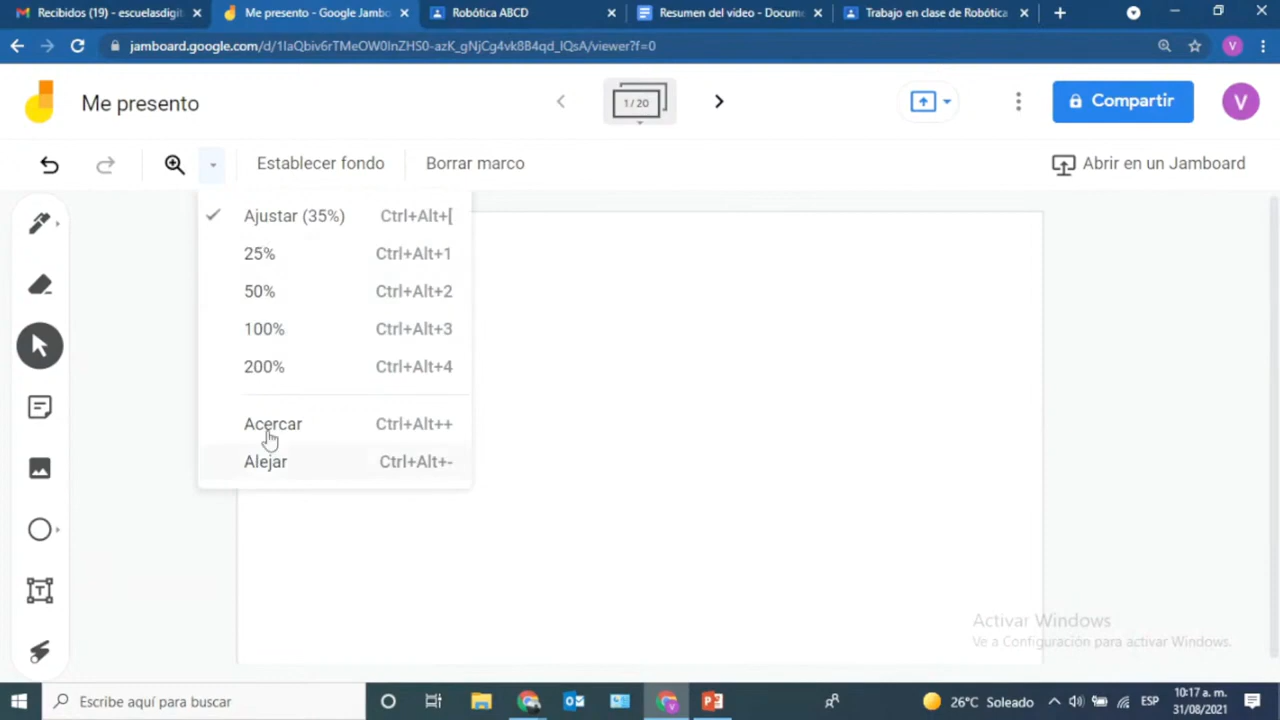 Recibidos (19) - escuelasdigit
Me presento - Google Jambo
Robótica ABCD
Resumen del video - Docume
Trabajo en clase de Robótica
jamboard.google.com/d/1IaQbiv6rTMeOW0lnZHS0-azK_gNjCg4vk8B4qd_IQsA/viewer?f=0
V
Me presento
1 / 20
Compartir
V
Establecer fondo
Borrar marco
Abrir en un Jamboard
Ajustar (35%) Ctrl+Alt+[
25% Ctrl+Alt+1
50% Ctrl+Alt+2
100% Ctrl+Alt+3
200% Ctrl+Alt+4
Acercar Ctrl+Alt++
Alejar Ctrl+Alt+-
T
Activar Windows
Ve a Configuración para activar Windows.
Escribe aquí para buscar
26°C Soleado
ESP
10:17 a. m.
31/08/2021